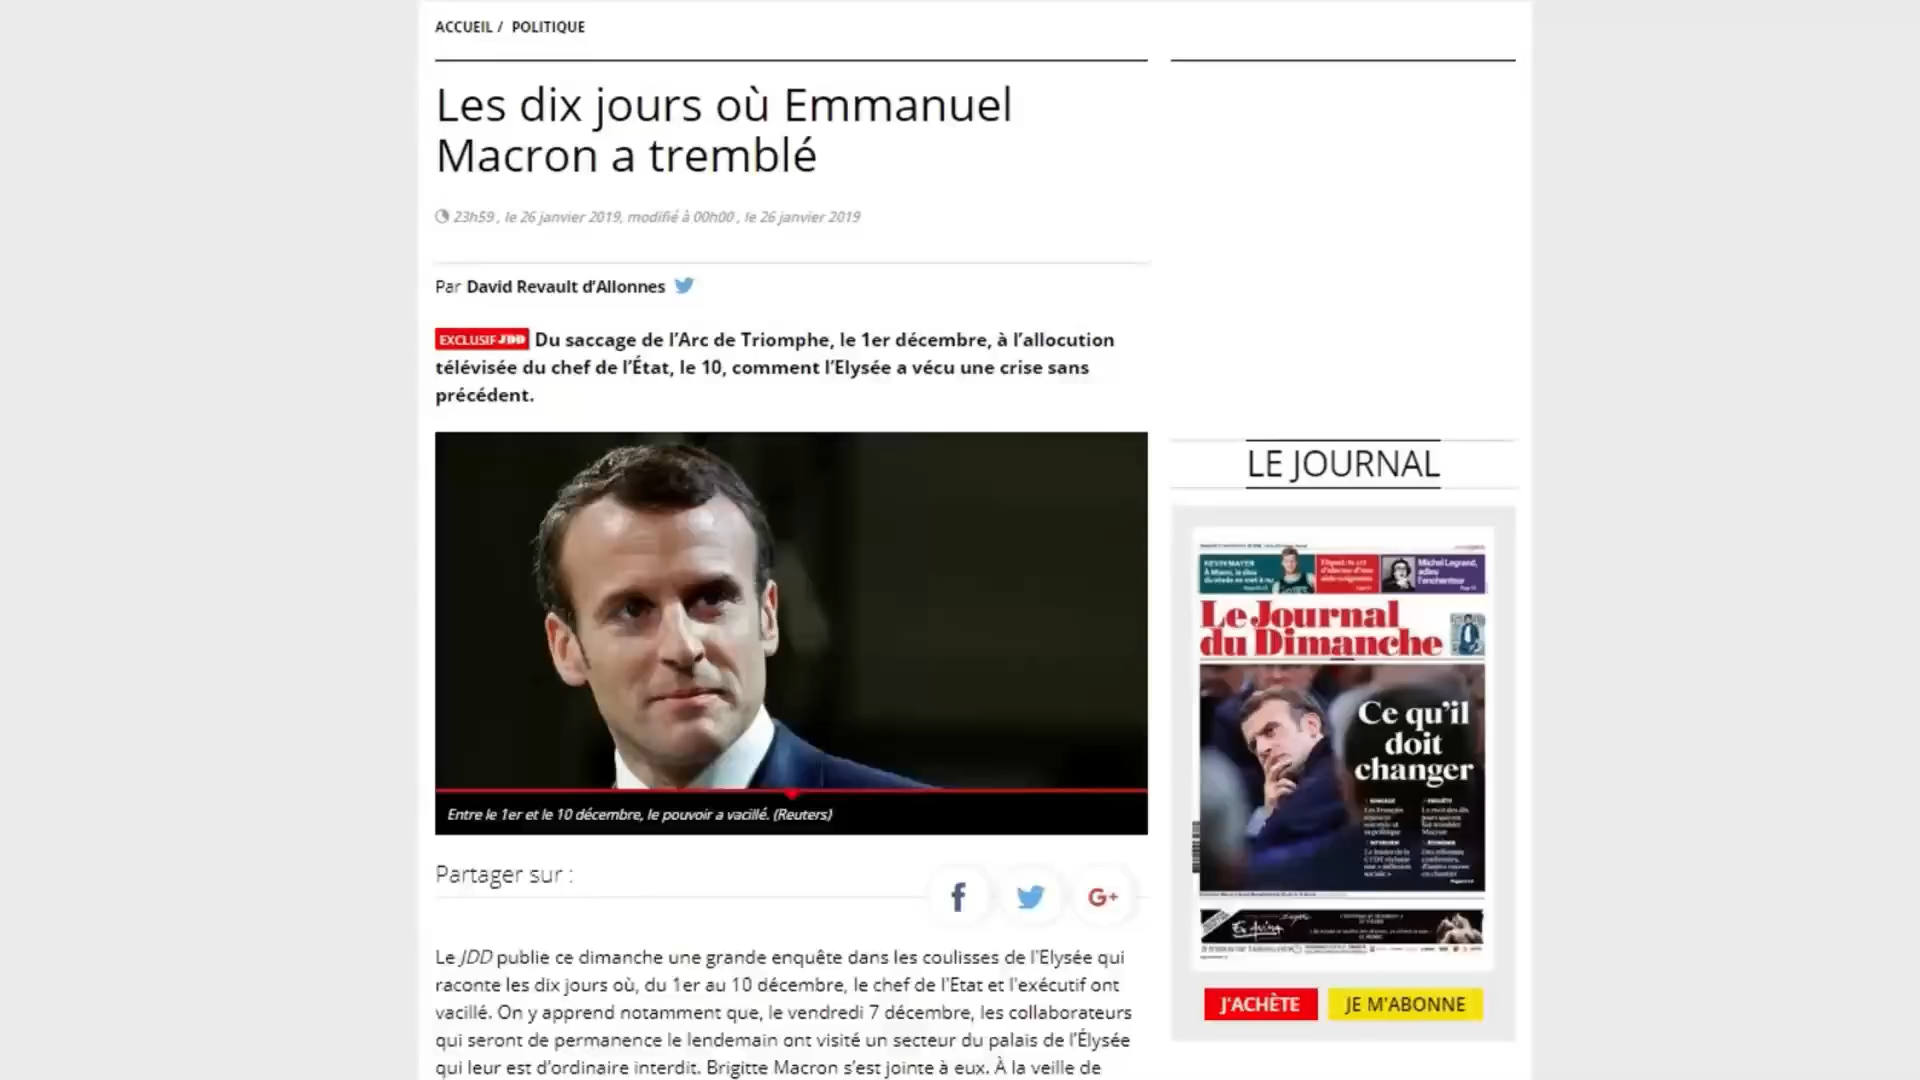 ACCUEIL / POLITIQUE
Les dix jours où Emmanuel
Macron a tremblé
23h59 , le 26 janvier 2019, modifié à 00h00 , le 26 janvier 2019
Par David Revault d'Allonnes
EXCLUSIF JDD Du saccage de l'Arc de Triomphe, le 1er décembre, à l'allocution
télévisée du chef de l'État, le 10, comment l'Elysée a vécu une crise sans
précédent.
Entre le 1er et le 10 décembre, le pouvoir a vacillé. (Reuters)
Partager sur :
f
G+
Le JDD publie ce dimanche une grande enquête dans les coulisses de l'Elysée qui
raconte les dix jours où, du 1er au 10 décembre, le chef de l'Etat et l'exécutif ont
vacillé. On y apprend notamment que, le vendredi 7 décembre, les collaborateurs
qui seront de permanence le lendemain ont visité un secteur du palais de l'Élysée
qui leur est d'ordinaire interdit. Brigitte Macron s'est jointe à eux. À la veille de
LE JOURNAL
KEVIN MAYER
Michel Legrand,
adieu
l'enchanteur
Le Journal
du Dimanche
Ce qu'il
doit
changer
J'ACHÈTE
JE M'ABONNE